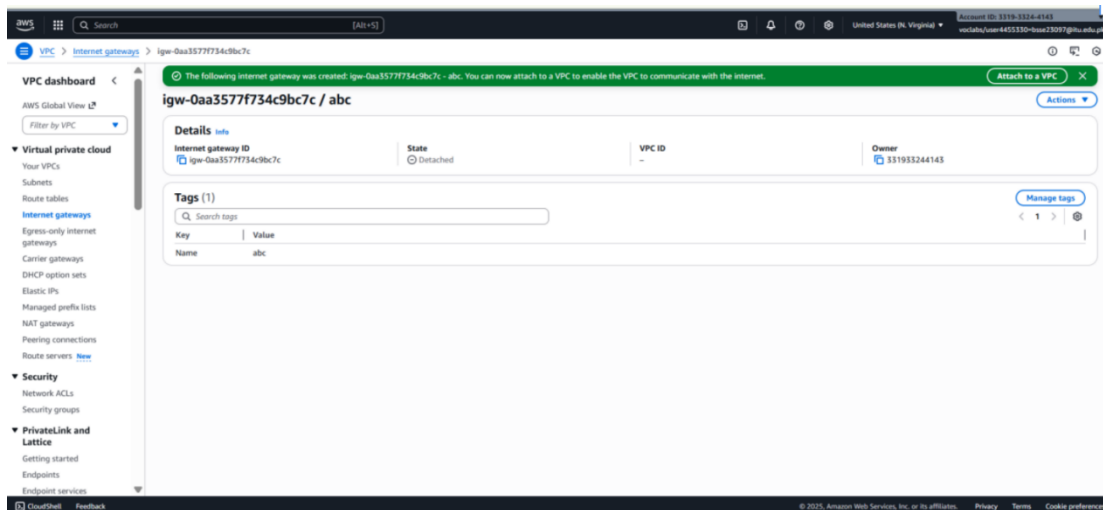 aws Search [Alt+S] United States (N. Virginia) Account ID: 3319-3324-4143
voclabs/user4455330=bsse23097@itu.edu.pk
VPC > Internet gateways > igw-0aa3577f734c9bc7c
VPC dashboard
AWS Global View
Filter by VPC
Virtual private cloud
Your VPCs
Subnets
Route tables
Internet gateways
Egress-only internet gateways
Carrier gateways
DHCP option sets
Elastic IPs
Managed prefix lists
NAT gateways
Peering connections
Route servers New
Security
Network ACLs
Security groups
PrivateLink and Lattice
Getting started
Endpoints
Endpoint services
The following internet gateway was created: igw-0aa3577f734c9bc7c - abc. You can now attach to a VPC to enable the VPC to communicate with the internet. Attach to a VPC
igw-0aa3577f734c9bc7c / abc Actions
Details Info
Internet gateway ID State VPC ID Owner
igw-0aa3577f734c9bc7c Detached – 331933244143
Tags (1) Manage tags
Search tags 1
Key Value
Name abc
CloudShell Feedback © 2025, Amazon Web Services, Inc. or its affiliates. Privacy Terms Cookie preference